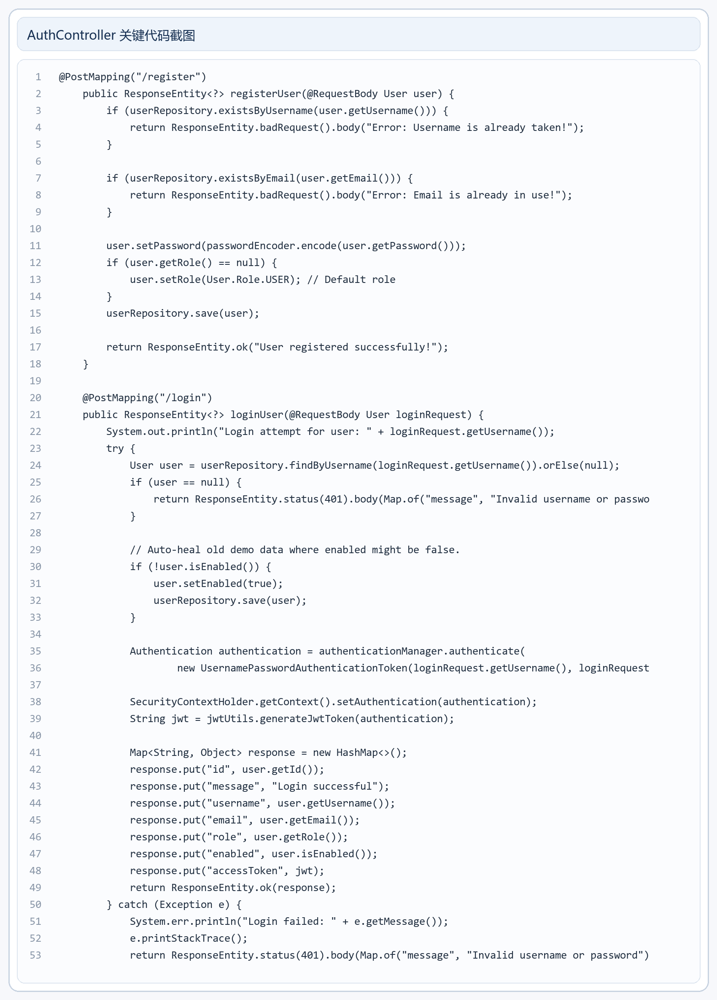 AuthController 关键代码截图
1 @PostMapping("/register")
2 public ResponseEntity<?> registerUser(@RequestBody User user) {
3 if (userRepository.existsByUsername(user.getUsername())) {
4 return ResponseEntity.badRequest().body("Error: Username is already taken!");
5 }
6
7 if (userRepository.existsByEmail(user.getEmail())) {
8 return ResponseEntity.badRequest().body("Error: Email is already in use!");
9 }
10
11 user.setPassword(passwordEncoder.encode(user.getPassword()));
12 if (user.getRole() == null) {
13 user.setRole(User.Role.USER); // Default role
14 }
15 userRepository.save(user);
16
17 return ResponseEntity.ok("User registered successfully!");
18 }
19
20 @PostMapping("/login")
21 public ResponseEntity<?> loginUser(@RequestBody User loginRequest) {
22 System.out.println("Login attempt for user: " + loginRequest.getUsername());
23 try {
24 User user = userRepository.findByUsername(loginRequest.getUsername()).orElse(null);
25 if (user == null) {
26 return ResponseEntity.status(401).body(Map.of("message", "Invalid username or passwo
27 }
28
29 // Auto-heal old demo data where enabled might be false.
30 if (!user.isEnabled()) {
31 user.setEnabled(true);
32 userRepository.save(user);
33 }
34
35 Authentication authentication = authenticationManager.authenticate(
36 new UsernamePasswordAuthenticationToken(loginRequest.getUsername(), loginRequest
37
38 SecurityContextHolder.getContext().setAuthentication(authentication);
39 String jwt = jwtUtils.generateJwtToken(authentication);
40
41 Map<String, Object> response = new HashMap<>();
42 response.put("id", user.getId());
43 response.put("message", "Login successful");
44 response.put("username", user.getUsername());
45 response.put("email", user.getEmail());
46 response.put("role", user.getRole());
47 response.put("enabled", user.isEnabled());
48 response.put("accessToken", jwt);
49 return ResponseEntity.ok(response);
50 } catch (Exception e) {
51 System.err.println("Login failed: " + e.getMessage());
52 e.printStackTrace();
53 return ResponseEntity.status(401).body(Map.of("message", "Invalid username or password")